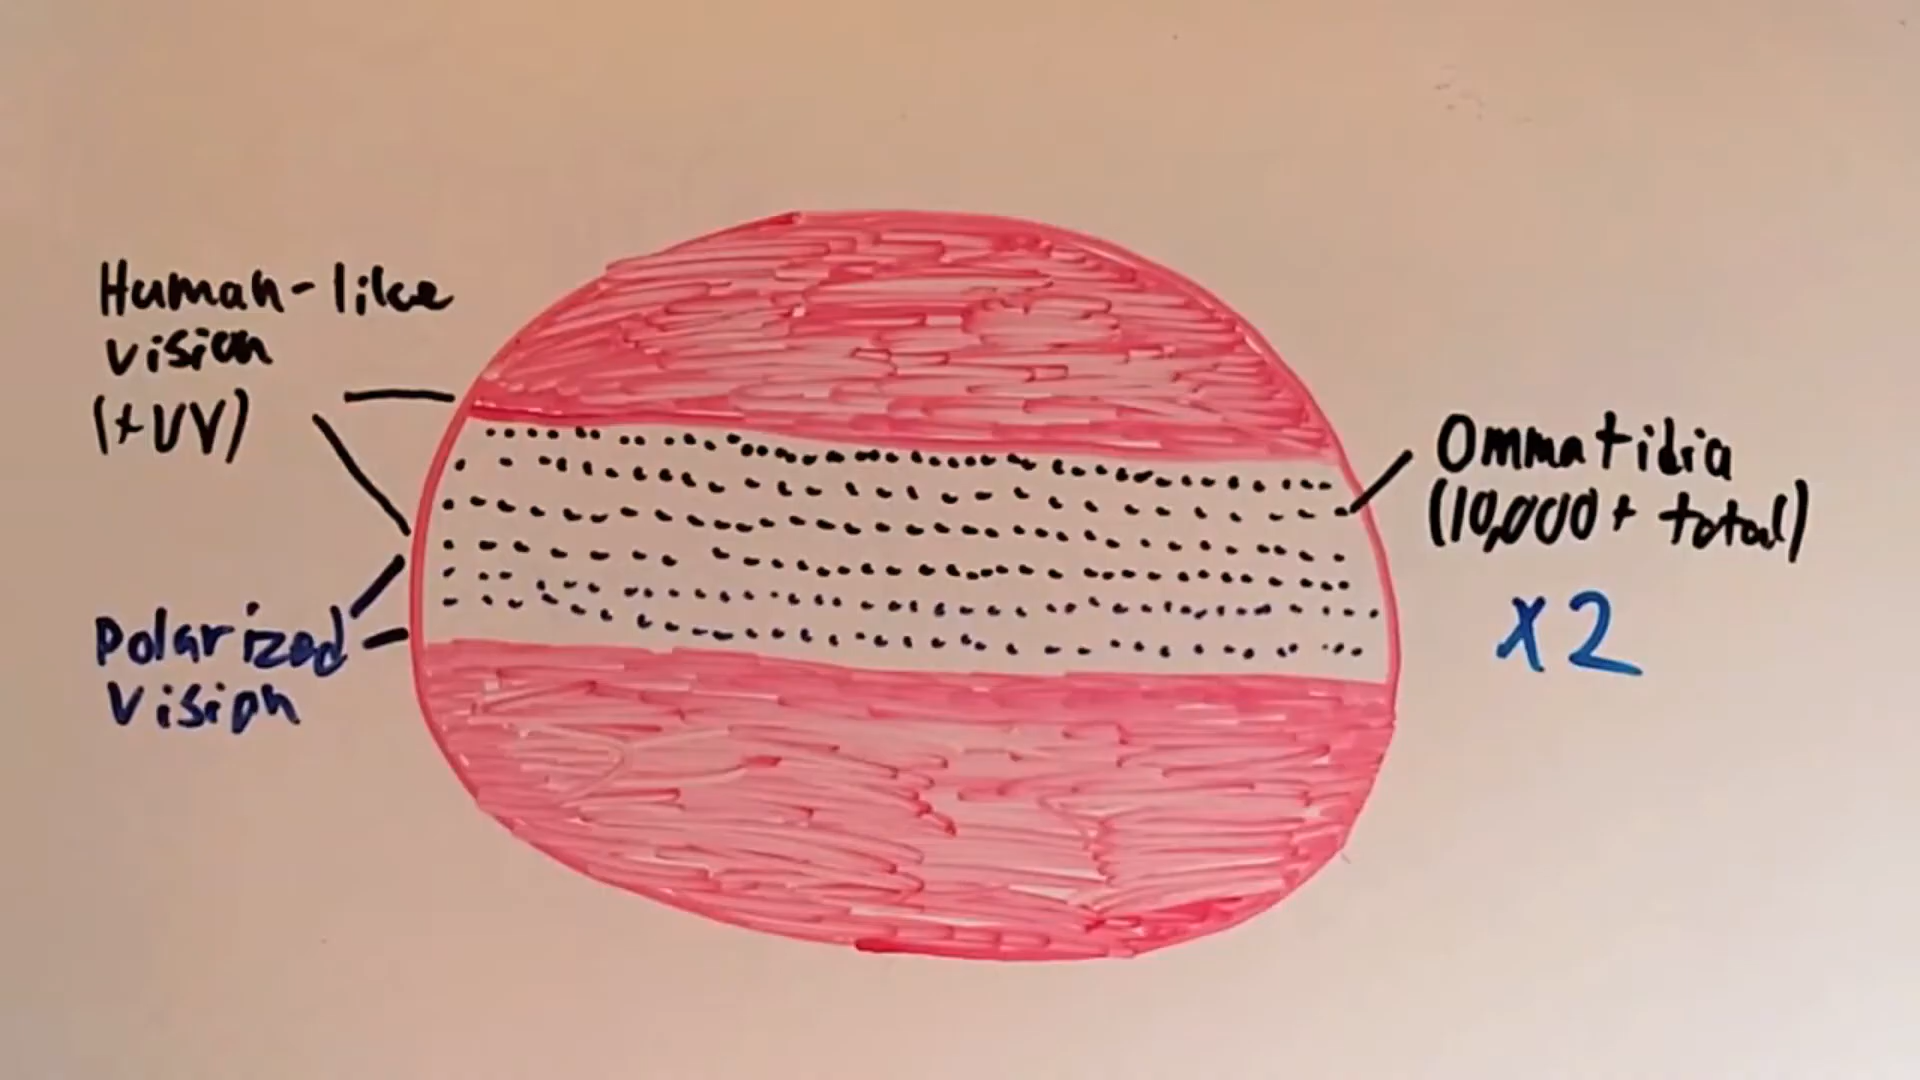 Human-like
vision
(+UV)
Polarized
vision
Ommatidia
(10,000+ total)
x2